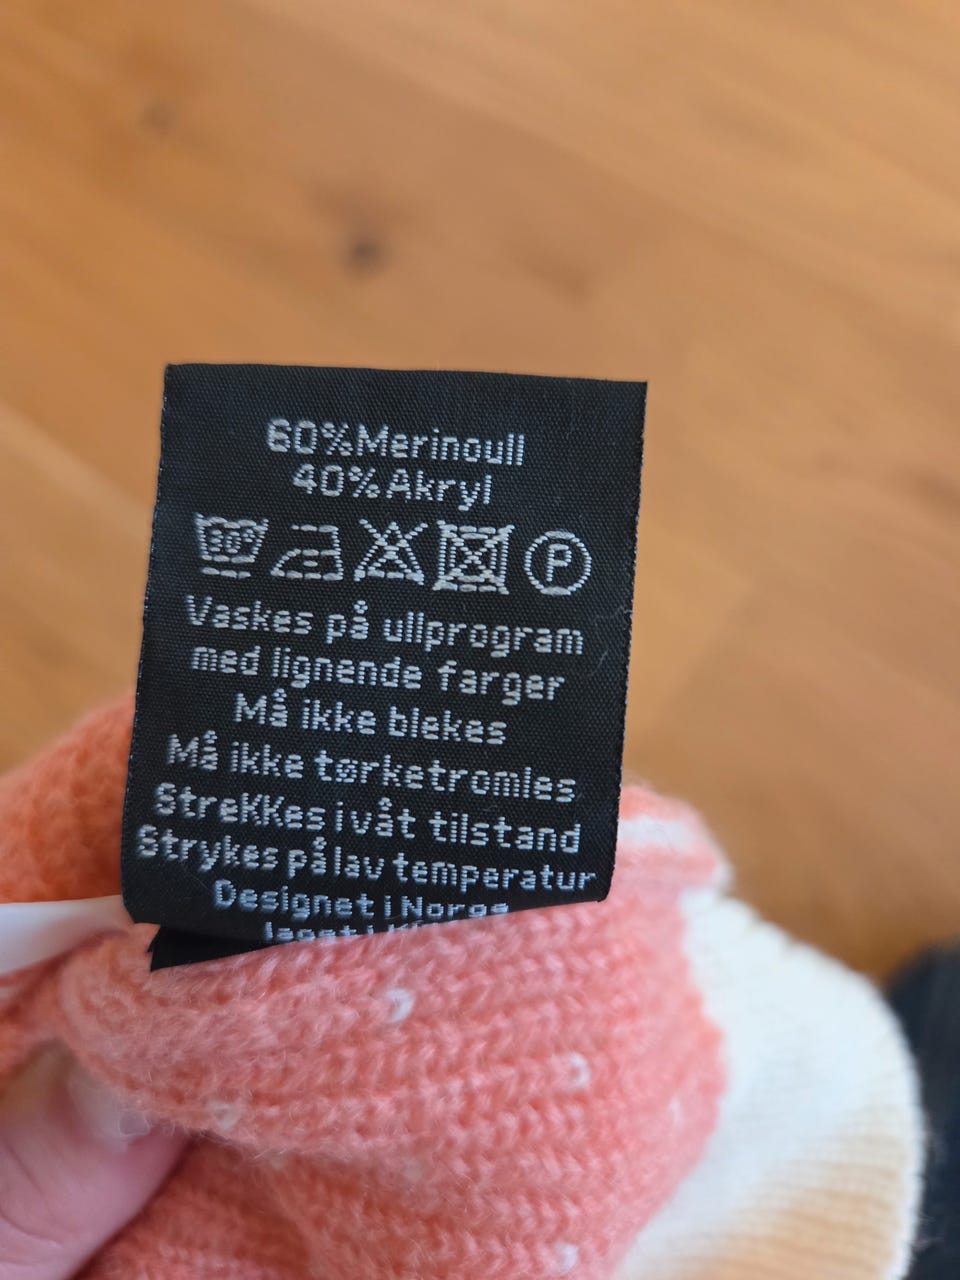 60%Merinoull
40%Akryl
30° P
Vaskes på ullprogram
med lignende farger
Må ikke blekes
Må ikke tørketromles
StreKKes i våt tilstand
Strykes på lav temperatur
Designet i Norge